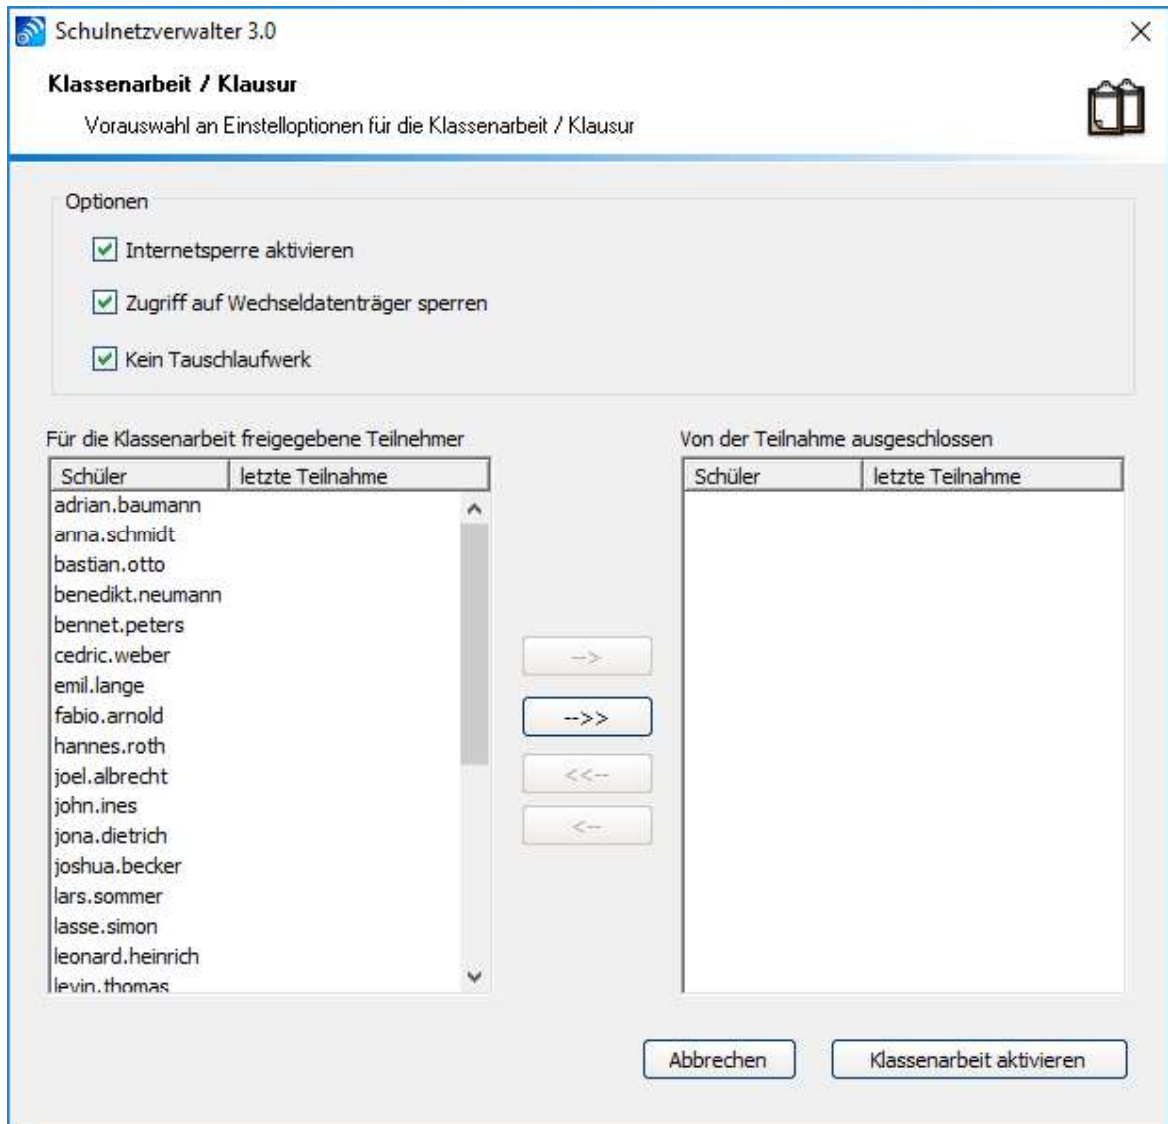 Schulnetzverwalter 3.0
Klassenarbeit / Klausur
Vorauswahl an Einstelloptionen für die Klassenarbeit / Klausur
Optionen
Internetsperre aktivieren
Zugriff auf Wechseldatenträger sperren
Kein Tauschlaufwerk
Für die Klassenarbeit freigegebene Teilnehmer
Schüler letzte Teilnahme
adrian.baumann
anna.schmidt
bastian.otto
benedikt.neumann
bennet.peters
cedric.weber
emil.lange
fabio.arnold
hannes.roth
joel.albrecht
john.ines
jona.dietrich
joshua.becker
lars.sommer
lasse.simon
leonard.heinrich
levin.thomas
-->
-->>
<<--
<--
Von der Teilnahme ausgeschlossen
Schüler letzte Teilnahme
Abbrechen
Klassenarbeit aktivieren